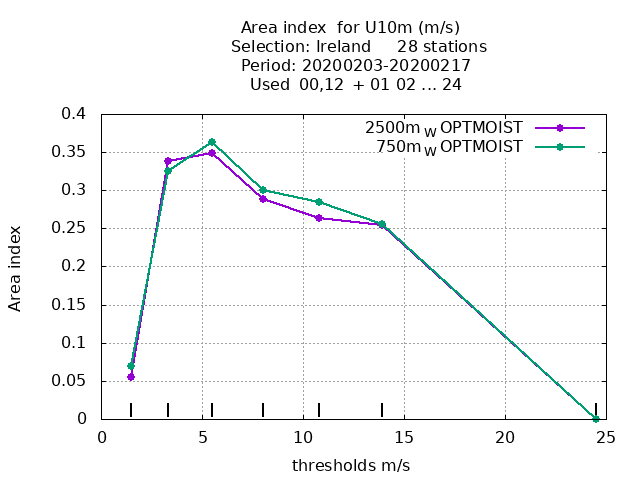 Area index for U10m (m/s)
Selection: Ireland 28 stations
Period: 20200203-20200217
Used 00,12 + 01 02 ... 24
2500m_W OPTMOIST
750m_W OPTMOIST
0.4
0.35
0.3
0.25
0.2
0.15
0.1
0.05
0
Area index
0 5 10 15 20 25
thresholds m/s